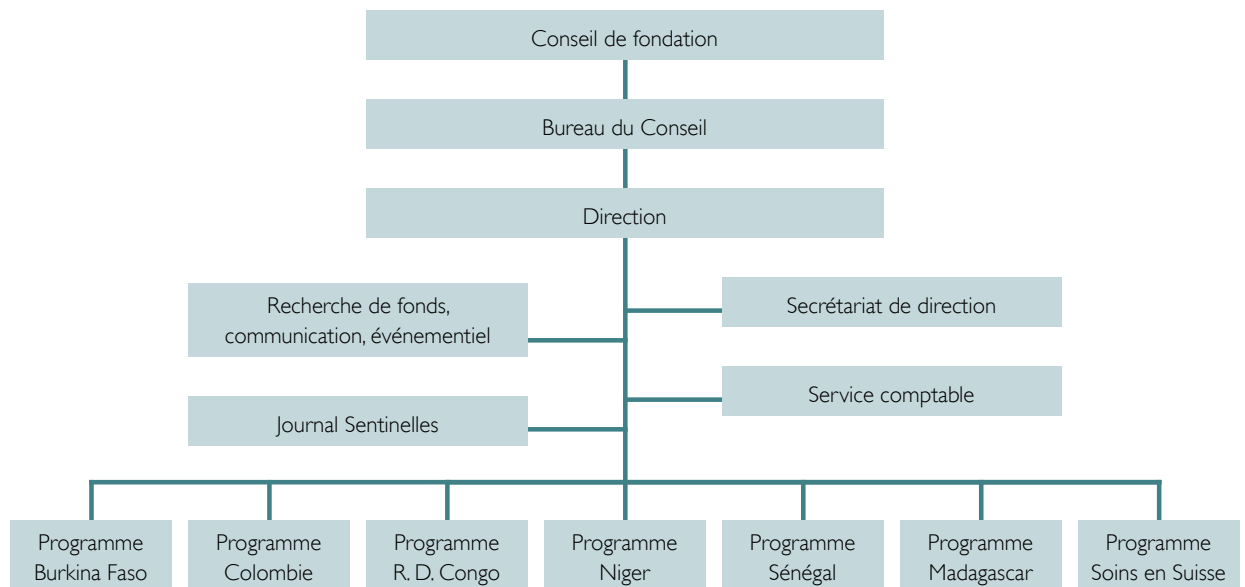 Conseil de fondation
Bureau du Conseil
Direction
Recherche de fonds,
communication, événementiel
Secrétariat de direction
Service comptable
Journal Sentinelles
Programme
Burkina Faso
Programme
Colombie
Programme
R. D. Congo
Programme
Niger
Programme
Sénégal
Programme
Madagascar
Programme
Soins en Suisse